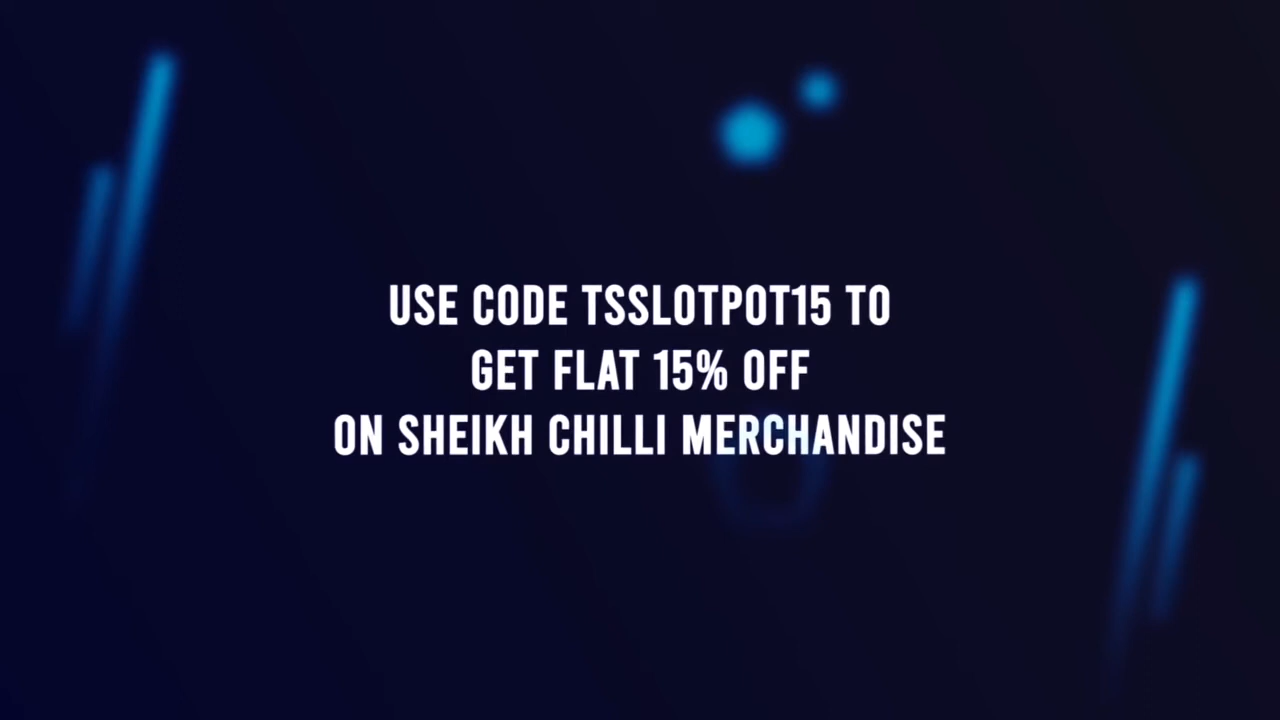 USE CODE TSSLOTPOT15 TO
GET FLAT 15% OFF
ON SHEIKH CHILLI MERCHANDISE